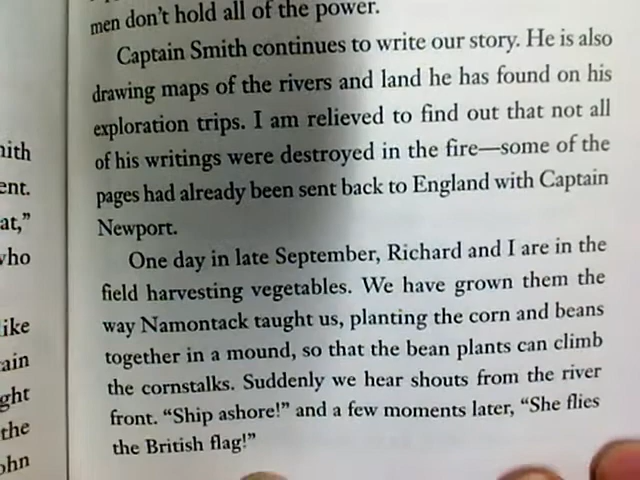 men don't hold all of the power.
Captain Smith continues to write our story. He is also
drawing maps of the rivers and land he has found on his
exploration trips. I am relieved to find out that not all
of his writings were destroyed in the fire—some of the
pages had already been sent back to England with Captain
Newport.
One day in late September, Richard and I are in the
field harvesting vegetables. We have grown them the
way Namontack taught us, planting the corn and beans
together in a mound, so that the bean plants can climb
the cornstalks. Suddenly we hear shouts from the river
front. “Ship ashore!” and a few moments later, “She flies
the British flag!”